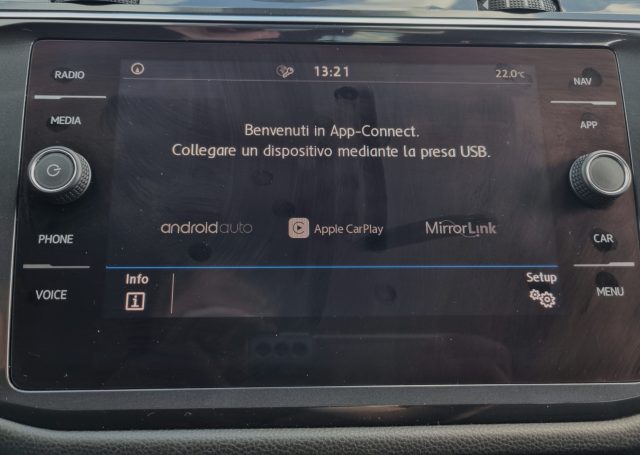 RADIO
MEDIA
PHONE
VOICE
13:21
22.0°C
Benvenuti in App-Connect.
Collegare un dispositivo mediante la presa USB.
androidauto
Apple CarPlay
MirrorLink
Info
Setup
NAV
APP
CAR
MENU